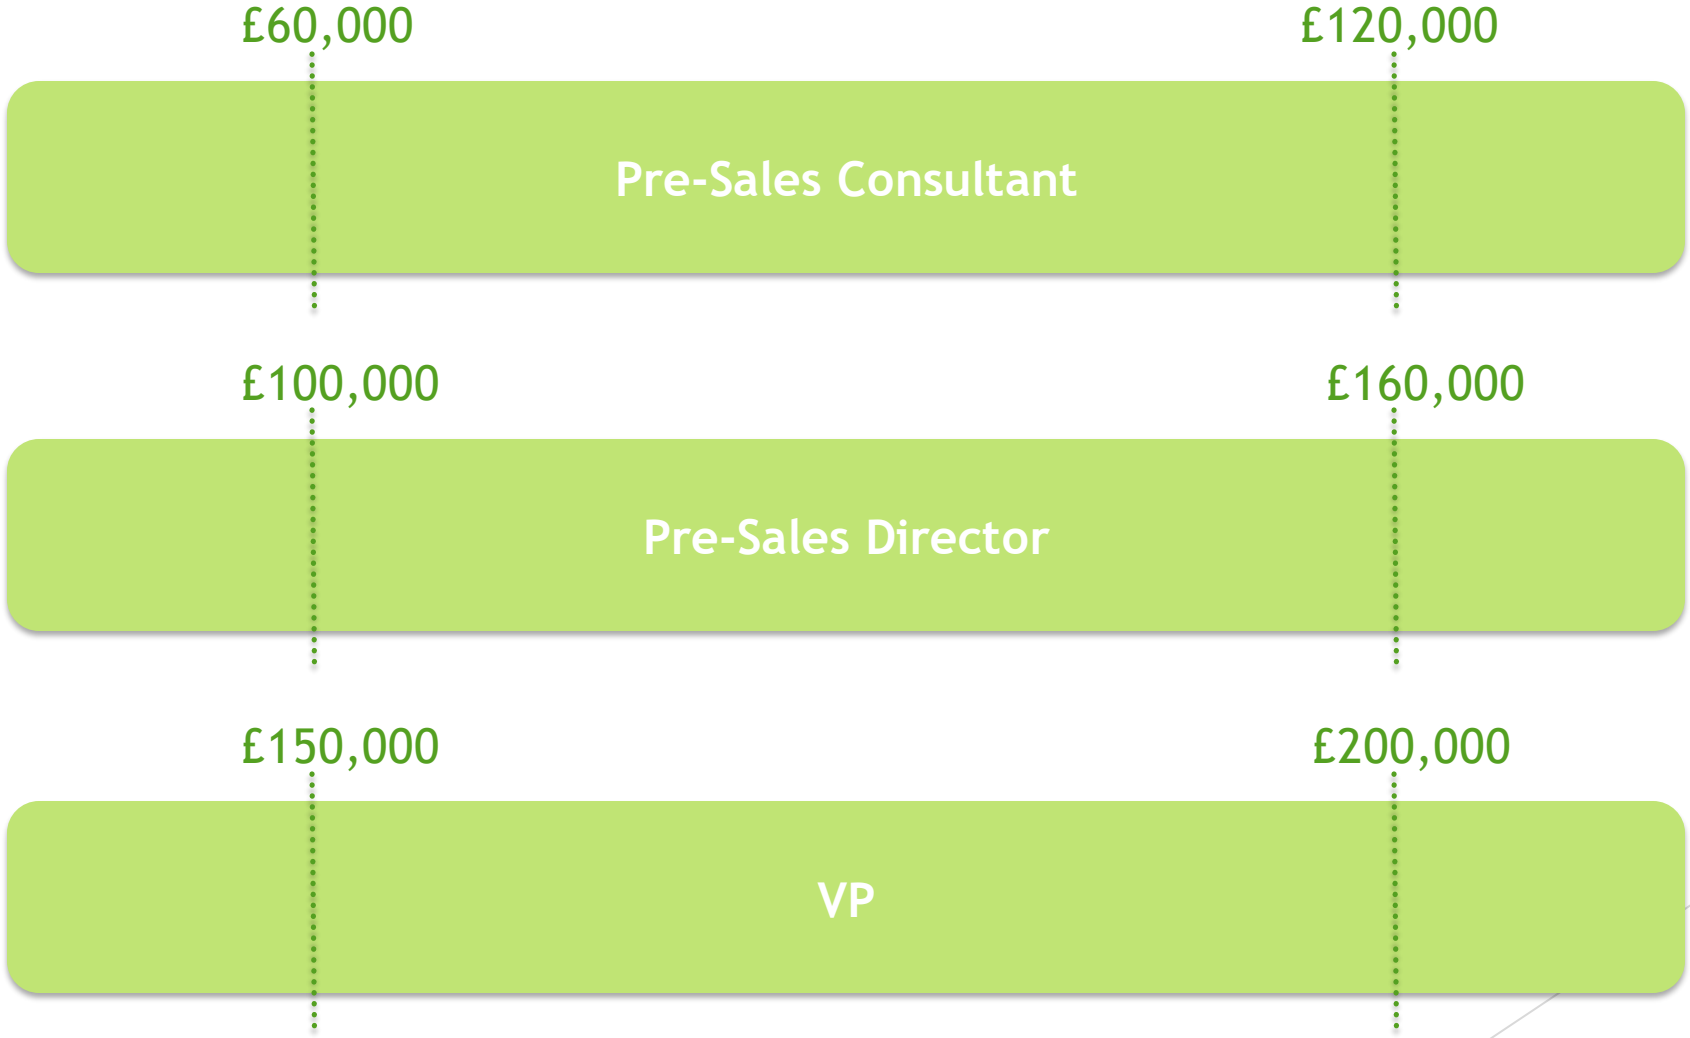 £60,000 £120,000
Pre-Sales Consultant
£100,000 £160,000
Pre-Sales Director
£150,000 £200,000
VP